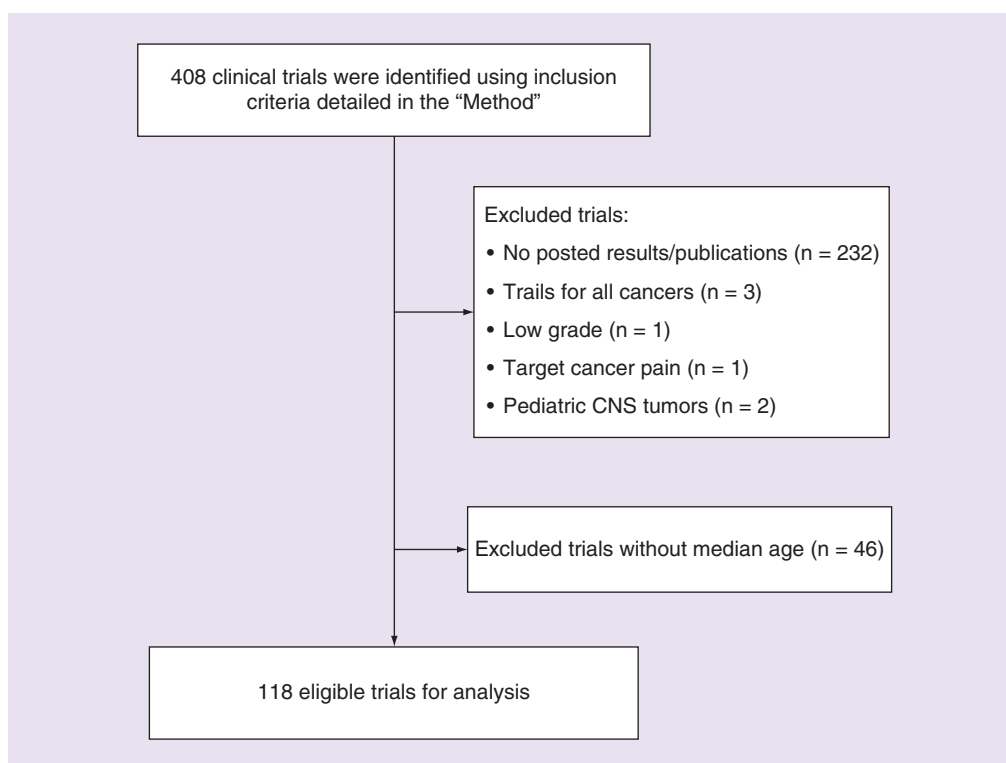 408 clinical trials were identified using inclusion
criteria detailed in the “Method”
Excluded trials:
• No posted results/publications (n = 232)
• Trails for all cancers (n = 3)
• Low grade (n = 1)
• Target cancer pain (n = 1)
• Pediatric CNS tumors (n = 2)
Excluded trials without median age (n = 46)
118 eligible trials for analysis